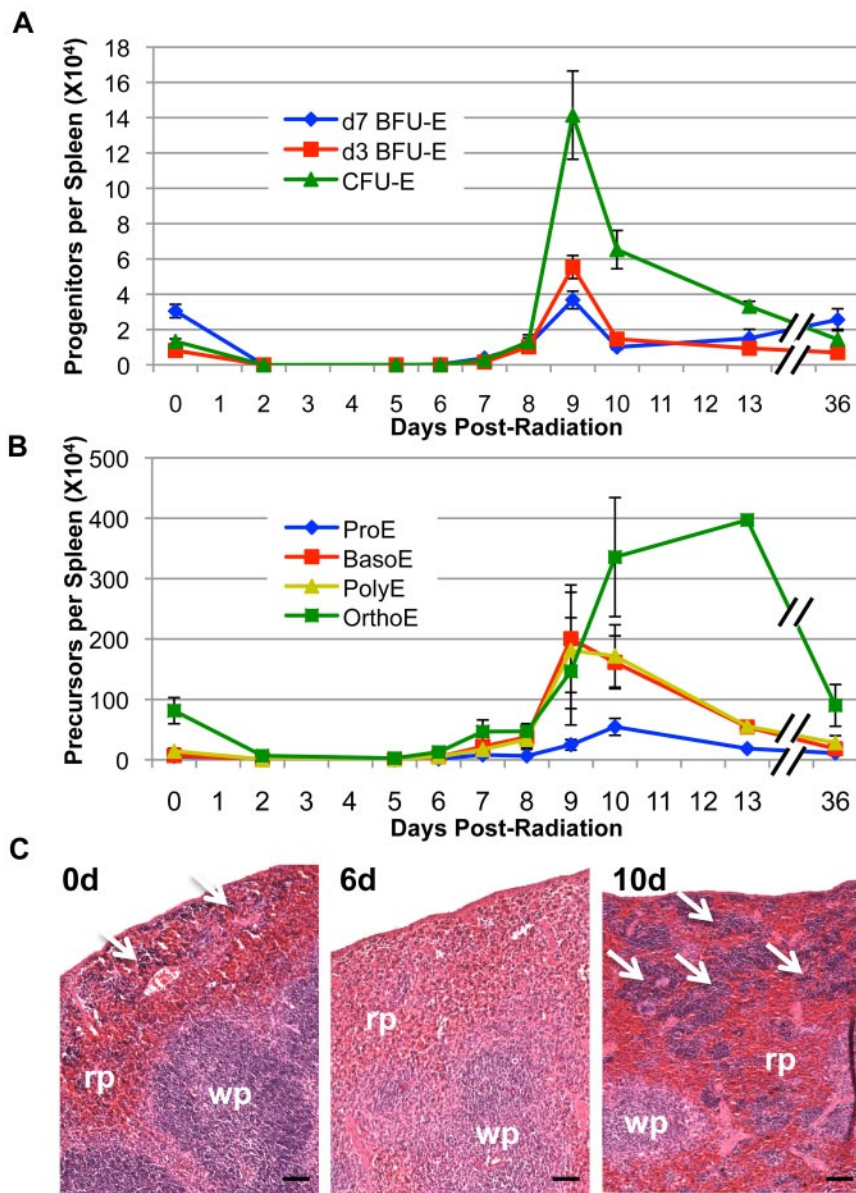 A
Progenitors per Spleen (X10⁴)
18
16
14
12
10
8
6
4
2
0
d7 BFU-E
d3 BFU-E
CFU-E
0 1 2 3 4 5 6 7 8 9 10 11 12 13 36
Days Post-Radiation
B
Precursors per Spleen (X10⁴)
500
400
300
200
100
0
ProE
BasoE
PolyE
OrthoE
0 1 2 3 4 5 6 7 8 9 10 11 12 13 36
Days Post-Radiation
C
0d 6d 10d
rp wp rp wp rp wp